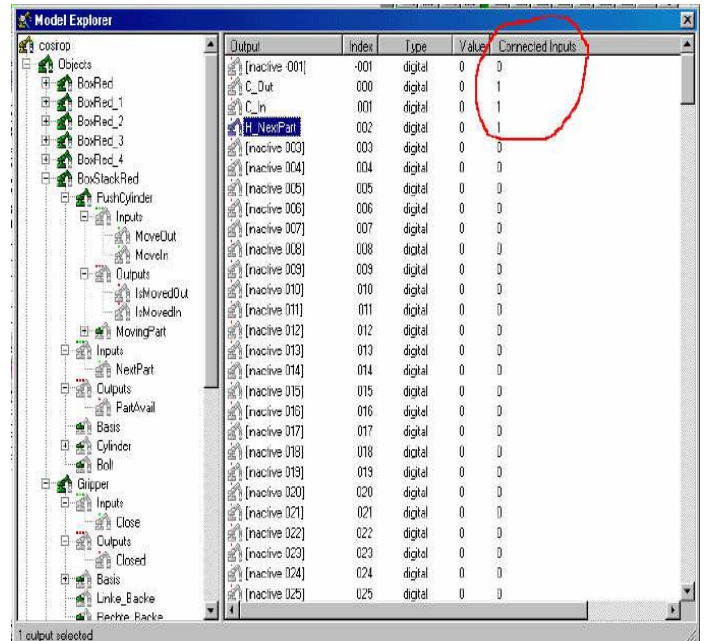 Model Explorer
cosirop
Objects
BoxRed
BoxRed_1
BoxRed_2
BoxRed_3
BoxRed_4
BoxStackRed
PushCylinder
Inputs
MoveOut
MoveIn
Outputs
IsMovedOut
IsMovedIn
MovingPart
Inputs
NextPart
Outputs
PartAvail
Basis
Cylinder
Bolt
Gripper
Inputs
Close
Outputs
Closed
Basis
Linke_Backe
Rechte_Backe
Output Index Type Value Connected Inputs
[inactive -001] -001 digital 0 0
C_Out 000 digital 0 1
C_In 001 digital 0 1
H_NextPart 002 digital 0 1
[inactive 003] 003 digital 0 0
[inactive 004] 004 digital 0 0
[inactive 005] 005 digital 0 0
[inactive 006] 006 digital 0 0
[inactive 007] 007 digital 0 0
[inactive 008] 008 digital 0 0
[inactive 009] 009 digital 0 0
[inactive 010] 010 digital 0 0
[inactive 011] 011 digital 0 0
[inactive 012] 012 digital 0 0
[inactive 013] 013 digital 0 0
[inactive 014] 014 digital 0 0
[inactive 015] 015 digital 0 0
[inactive 016] 016 digital 0 0
[inactive 017] 017 digital 0 0
[inactive 018] 018 digital 0 0
[inactive 019] 019 digital 0 0
[inactive 020] 020 digital 0 0
[inactive 021] 021 digital 0 0
[inactive 022] 022 digital 0 0
[inactive 023] 023 digital 0 0
[inactive 024] 024 digital 0 0
[inactive 025] 025 digital 0 0
1 output selected